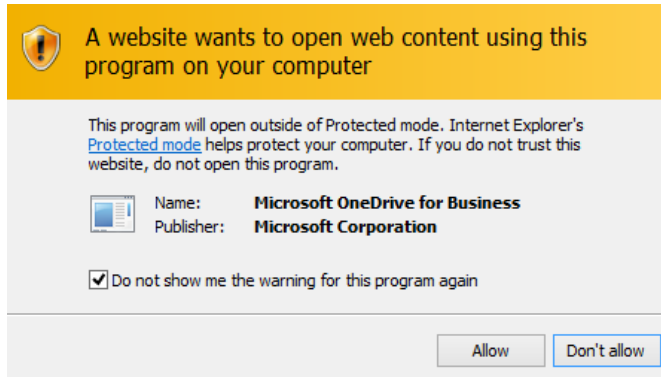 A website wants to open web content using this
program on your computer
This program will open outside of Protected mode. Internet Explorer's
Protected mode helps protect your computer. If you do not trust this
website, do not open this program.
Name: Microsoft OneDrive for Business
Publisher: Microsoft Corporation
Do not show me the warning for this program again
Allow Don't allow